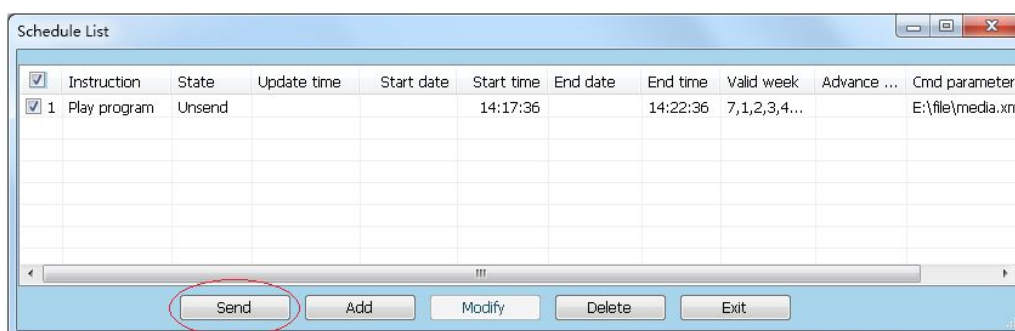 Schedule List
Instruction State Update time Start date Start time End date End time Valid week Advance ... Cmd parameter
1 Play program Unsend 14:17:36 14:22:36 7,1,2,3,4... E:\file\media.xm
Send Add Modify Delete Exit